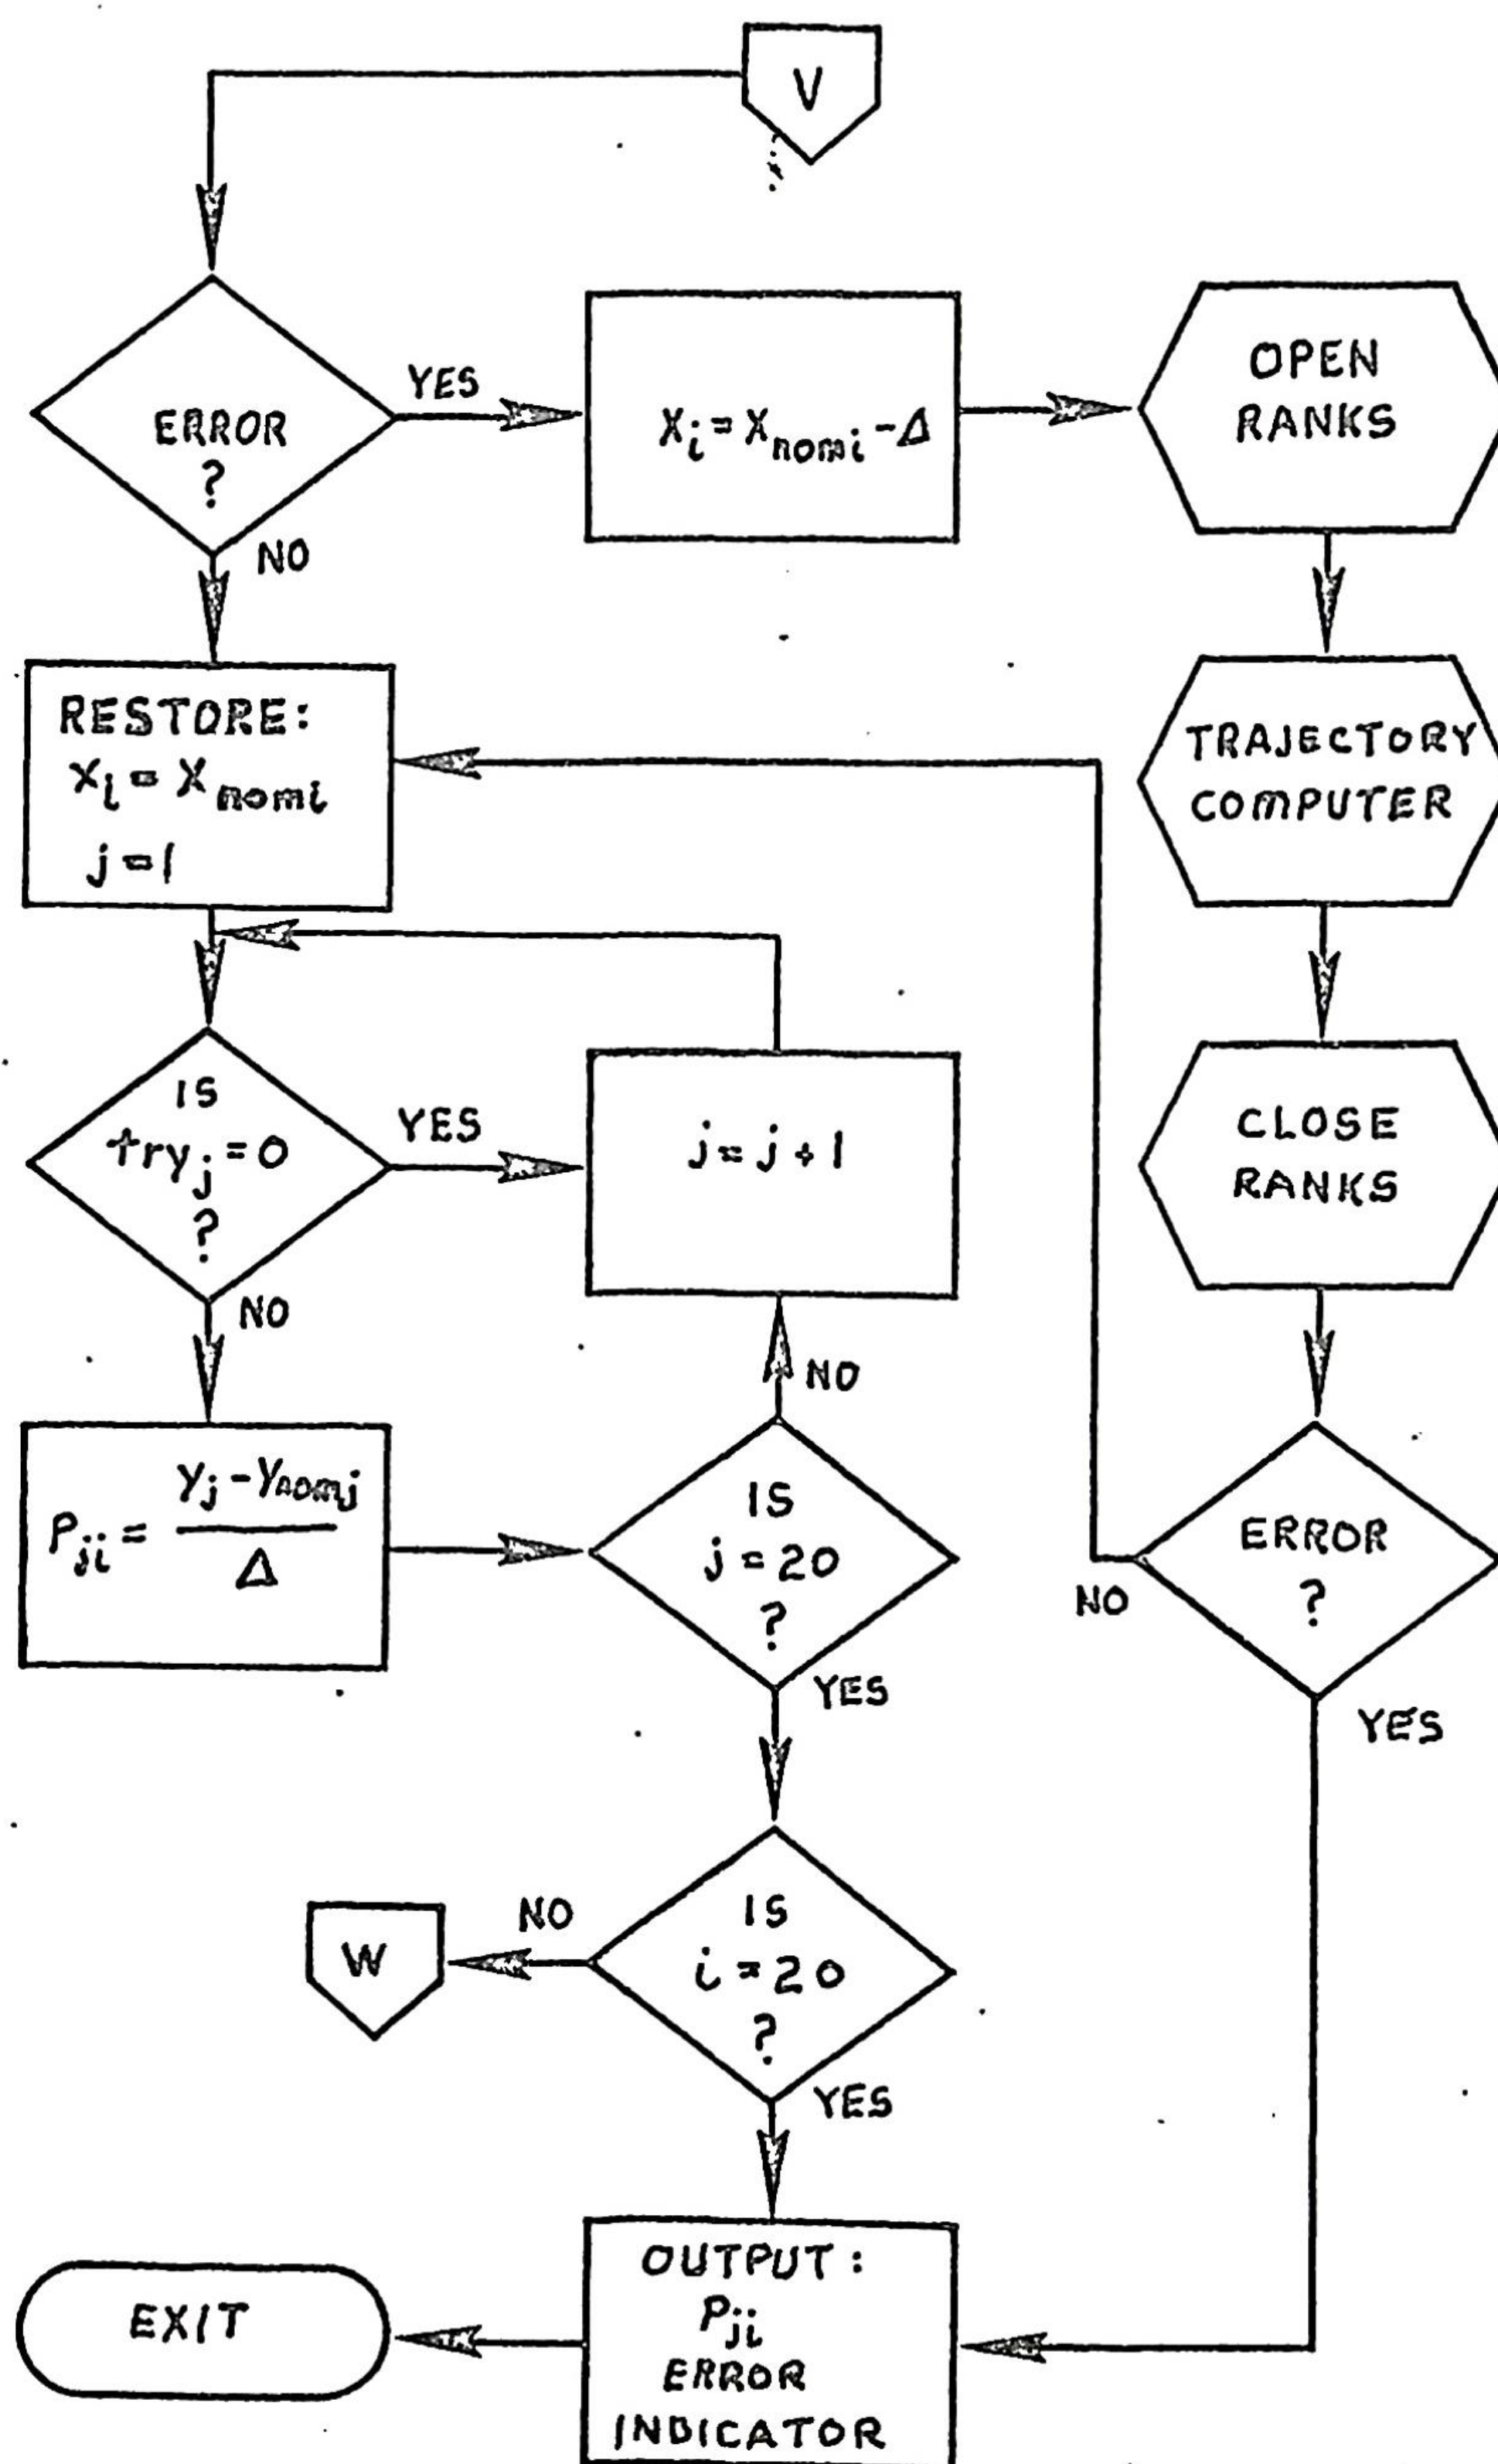 V
ERROR
?
YES
NO
x_i = x_nomi - Δ
OPEN
RANKS
TRAJECTORY
COMPUTER
CLOSE
RANKS
ERROR
?
NO
YES
RESTORE:
x_i = x_nomi
j = 1
IS
try_j = 0
?
YES
NO
j = j + 1
P_ji = (y_j - y_nomj) / Δ
IS
j = 20
?
NO
YES
IS
i = 20
?
NO
YES
W
OUTPUT:
P_ji
ERROR
INDICATOR
EXIT